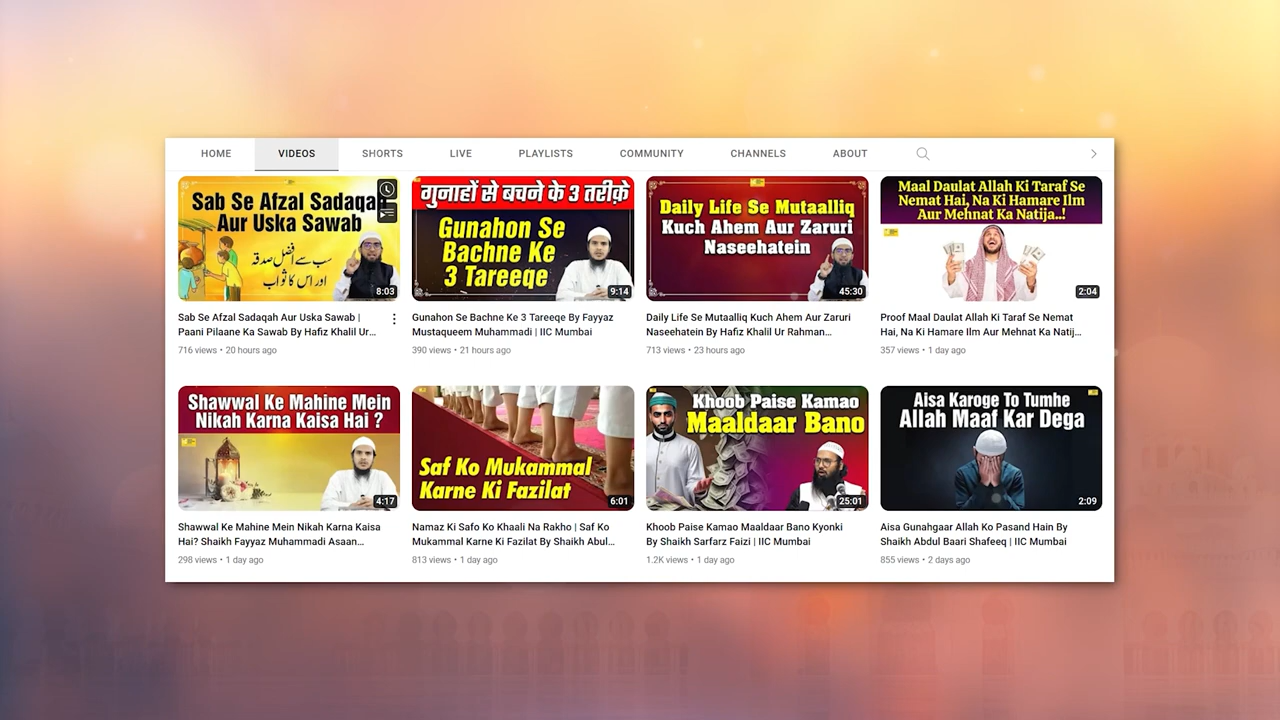 HOME VIDEOS SHORTS LIVE PLAYLISTS COMMUNITY CHANNELS ABOUT
Sab Se Afzal Sadaqah
Aur Uska Sawab
سب سے افضل صدقہ
اور اس کا ثواب
8:03
Sab Se Afzal Sadaqah Aur Uska Sawab |
Paani Pilaane Ka Sawab By Hafiz Khalil Ur...
716 views • 20 hours ago
गुनाहों से बचने के 3 तरीक़े
Gunahon Se
Bachne Ke
3 Tareeqe
9:14
Gunahon Se Bachne Ke 3 Tareeqe By Fayyaz
Mustaqueem Muhammadi | IIC Mumbai
390 views • 21 hours ago
Daily Life Se Mutaalliq
Kuch Ahem Aur Zaruri
Naseehatein
45:30
Daily Life Se Mutaalliq Kuch Ahem Aur Zaruri
Naseehatein By Hafiz Khalil Ur Rahman...
713 views • 23 hours ago
Maal Daulat Allah Ki Taraf Se
Nemat Hai, Na Ki Hamare Ilm
Aur Mehnat Ka Natija..!
2:04
Proof Maal Daulat Allah Ki Taraf Se Nemat
Hai, Na Ki Hamare Ilm Aur Mehnat Ka Natij...
357 views • 1 day ago
Shawwal Ke Mahine Mein
Nikah Karna Kaisa Hai ?
4:17
Shawwal Ke Mahine Mein Nikah Karna Kaisa
Hai? Shaikh Fayyaz Muhammadi Asaan...
298 views • 1 day ago
Saf Ko Mukammal
Karne Ki Fazilat
6:01
Namaz Ki Safo Ko Khaali Na Rakho | Saf Ko
Mukammal Karne Ki Fazilat By Shaikh Abul...
813 views • 1 day ago
Khoob Paise Kamao
Maaldaar Bano
25:01
Khoob Paise Kamao Maaldaar Bano Kyonki
By Shaikh Sarfarz Faizi | IIC Mumbai
1.2K views • 1 day ago
Aisa Karoge To Tumhe
Allah Maaf Kar Dega
2:09
Aisa Gunahgaar Allah Ko Pasand Hain By
Shaikh Abdul Baari Shafeeq | IIC Mumbai
855 views • 2 days ago